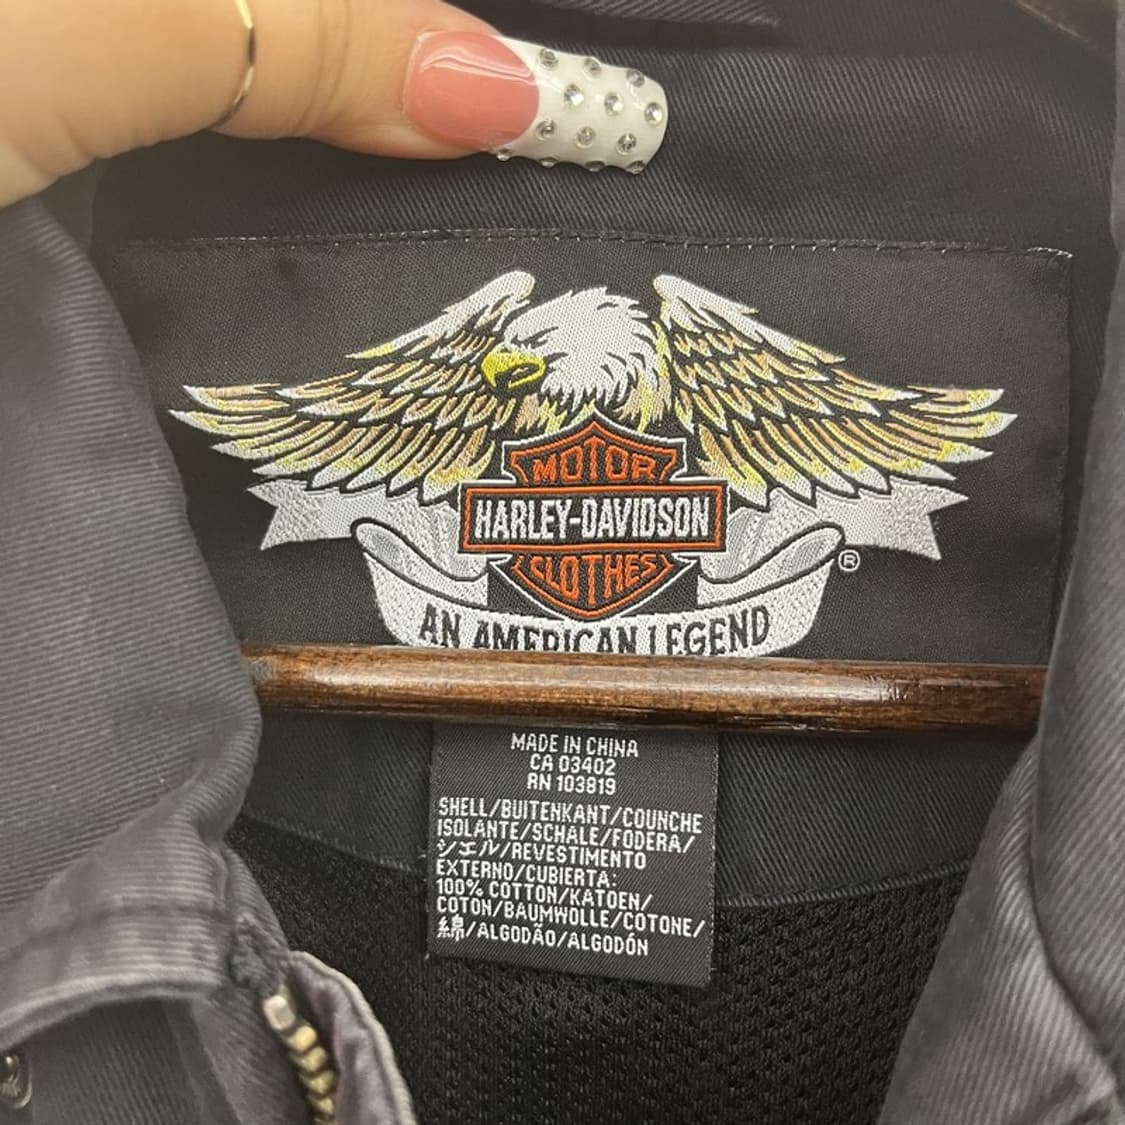 MOTOR
HARLEY-DAVIDSON
CLOTHES
®
AN AMERICAN LEGEND
MADE IN CHINA
CA 03402
RN 103819
SHELL/BUITENKANT/COUNCHE
ISOLANTE/SCHALE/FODERA/
シエル/REVESTIMENTO
EXTERNO/CUBIERTA:
100% COTTON/KATOEN/
COTON/BAUMWOLLE/COTONE/
綿/ALGODÃO/ALGODÓN